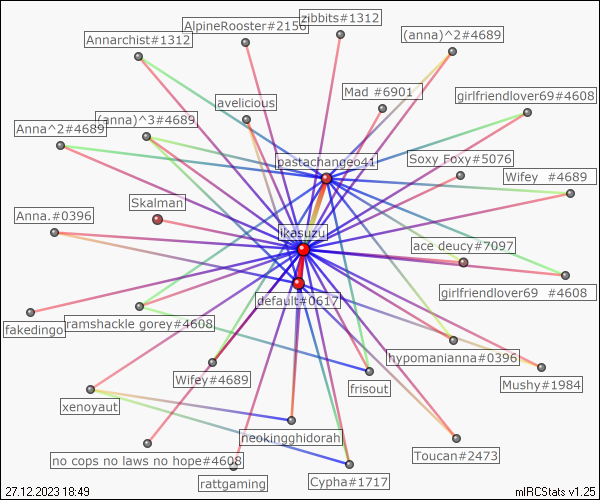 zibbits#1312
AlpineRooster#2156
Annarchist#1312
(anna)^2#4689
Mad #6901
girlfriendlover69#4608
avelicious
(anna)^3#4689
Anna^2#4689
pastachangeo41
Soxy Foxy#5076
Wifey #4689
Skalman
Anna.#0396
ikasuzu
ace deucy#7097
girlfriendlover69 #4608
default#0617
fakedingo
ramshackle gorey#4608
hypomanianna#0396
Wifey#4689
frisout
Mushy#1984
xenoyaut
neokingghidorah
Toucan#2473
no cops no laws no hope#4608
rattgaming
Cypha#1717
27.12.2023 18:49
mIRCStats v1.25